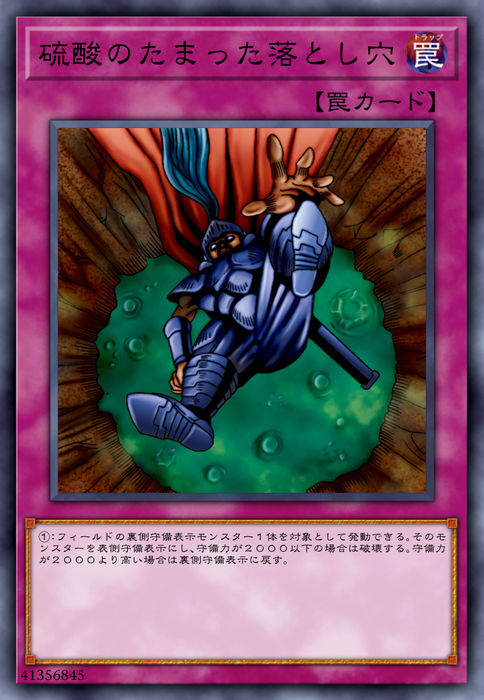 硫酸のたまった落とし穴
トラップ
罠
【罠カード】
①:フィールドの裏側守備表示モンスター１体を対象として発動できる。そのモ
ンスターを表側守備表示にし、守備力が２０００以下の場合は破壊する。守備力
が２０００より高い場合は裏側守備表示に戻す。
41356845